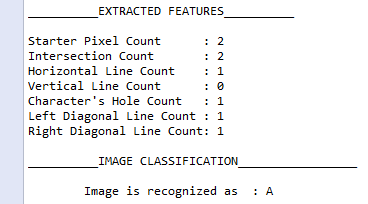 __________EXTRACTED FEATURES__________
Starter Pixel Count      : 2
Intersection Count       : 2
Horizontal Line Count    : 1
Vertical Line Count      : 0
Character's Hole Count   : 1
Left Diagonal Line Count : 1
Right Diagonal Line Count: 1
__________IMAGE CLASSIFICATION_________________
Image is recognized as  : A